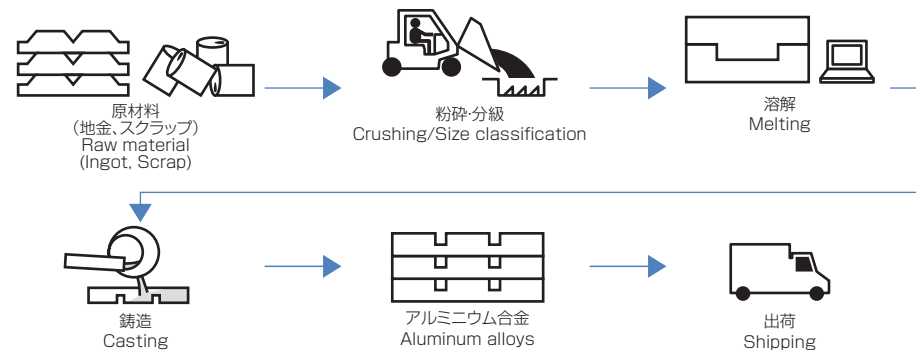 原材料
(地金、スクラップ)
Raw material
(Ingot, Scrap)
粉砕・分級
Crushing/Size classification
溶解
Melting
鋳造
Casting
アルミニウム合金
Aluminum alloys
出荷
Shipping